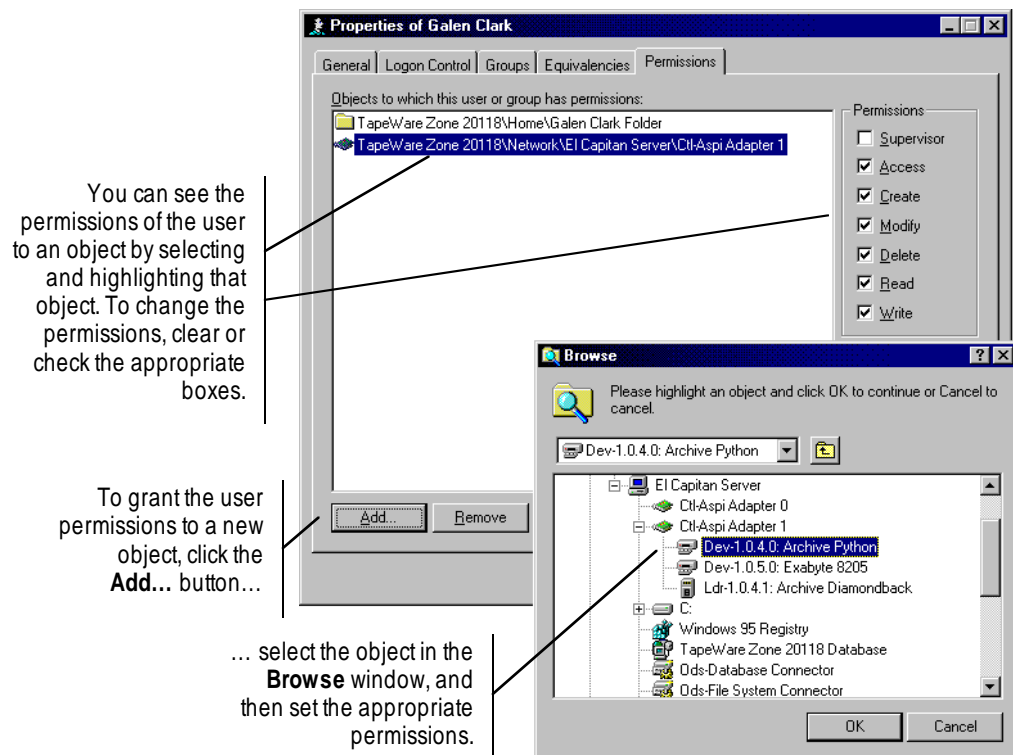 Properties of Galen Clark
General Logon Control Groups Equivalencies Permissions
Objects to which this user or group has permissions:
TapeWare Zone 20118\Home\Galen Clark Folder
TapeWare Zone 20118\Network\El Capitan Server\Ctl-Aspi Adapter 1
Permissions
Supervisor
Access
Create
Modify
Delete
Read
Write
You can see the
permissions of the user
to an object by selecting
and highlighting that
object. To change the
permissions, clear or
check the appropriate
boxes.
Add... Remove
To grant the user
permissions to a new
object, click the
Add... button...
Browse
Please highlight an object and click OK to continue or Cancel to
cancel.
Dev-1.0.4.0: Archive Python
El Capitan Server
Ctl-Aspi Adapter 0
Ctl-Aspi Adapter 1
Dev-1.0.4.0: Archive Python
Dev-1.0.5.0: Exabyte 8205
Ldr-1.0.4.1: Archive Diamondback
C:
Windows 95 Registry
TapeWare Zone 20118 Database
Ods-Database Connector
Ods-File System Connector
OK Cancel
... select the object in the
Browse window, and
then set the appropriate
permissions.